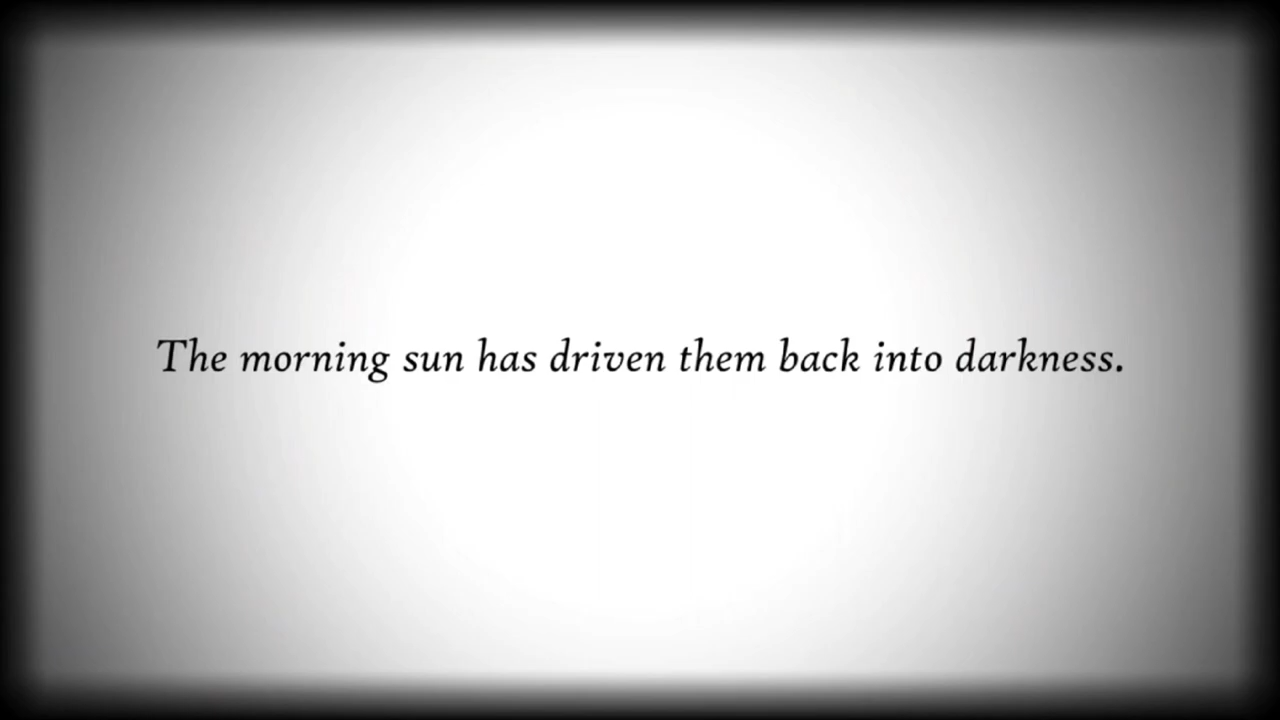 The morning sun has driven them back into darkness.